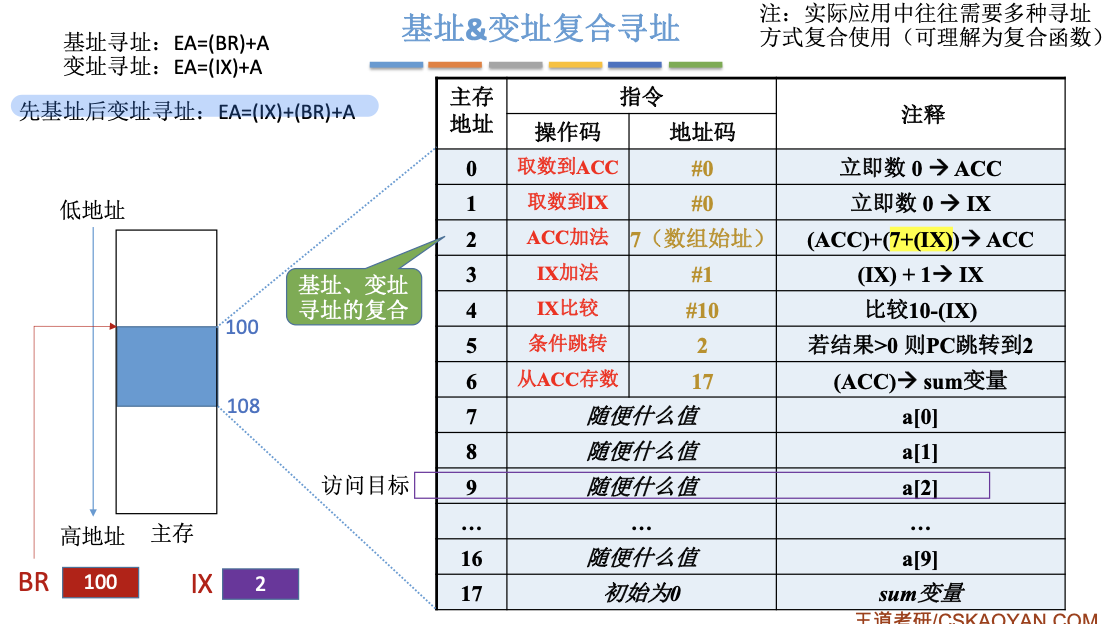 基址&变址复合寻址
注：实际应用中往往需要多种寻址
方式复合使用（可理解为复合函数）
基址寻址：EA=(BR)+A
变址寻址：EA=(IX)+A
先基址后变址寻址：EA=(IX)+(BR)+A
低地址
100
108
高地址
主存
BR 100
IX 2
基址、变址
寻址的复合
访问目标
主存
地址
指令
注释
操作码 地址码
0 取数到ACC #0 立即数 0 → ACC
1 取数到IX #0 立即数 0 → IX
2 ACC加法 7（数组始址） (ACC)+(7+(IX))→ ACC
3 IX加法 #1 (IX) + 1→ IX
4 IX比较 #10 比较10-(IX)
5 条件跳转 2 若结果>0 则PC跳转到2
6 从ACC存数 17 (ACC)→ sum变量
7 随便什么值 a[0]
8 随便什么值 a[1]
9 随便什么值 a[2]
... ... ...
16 随便什么值 a[9]
17 初始为0 sum变量
王道考研/CSKAOYAN.COM